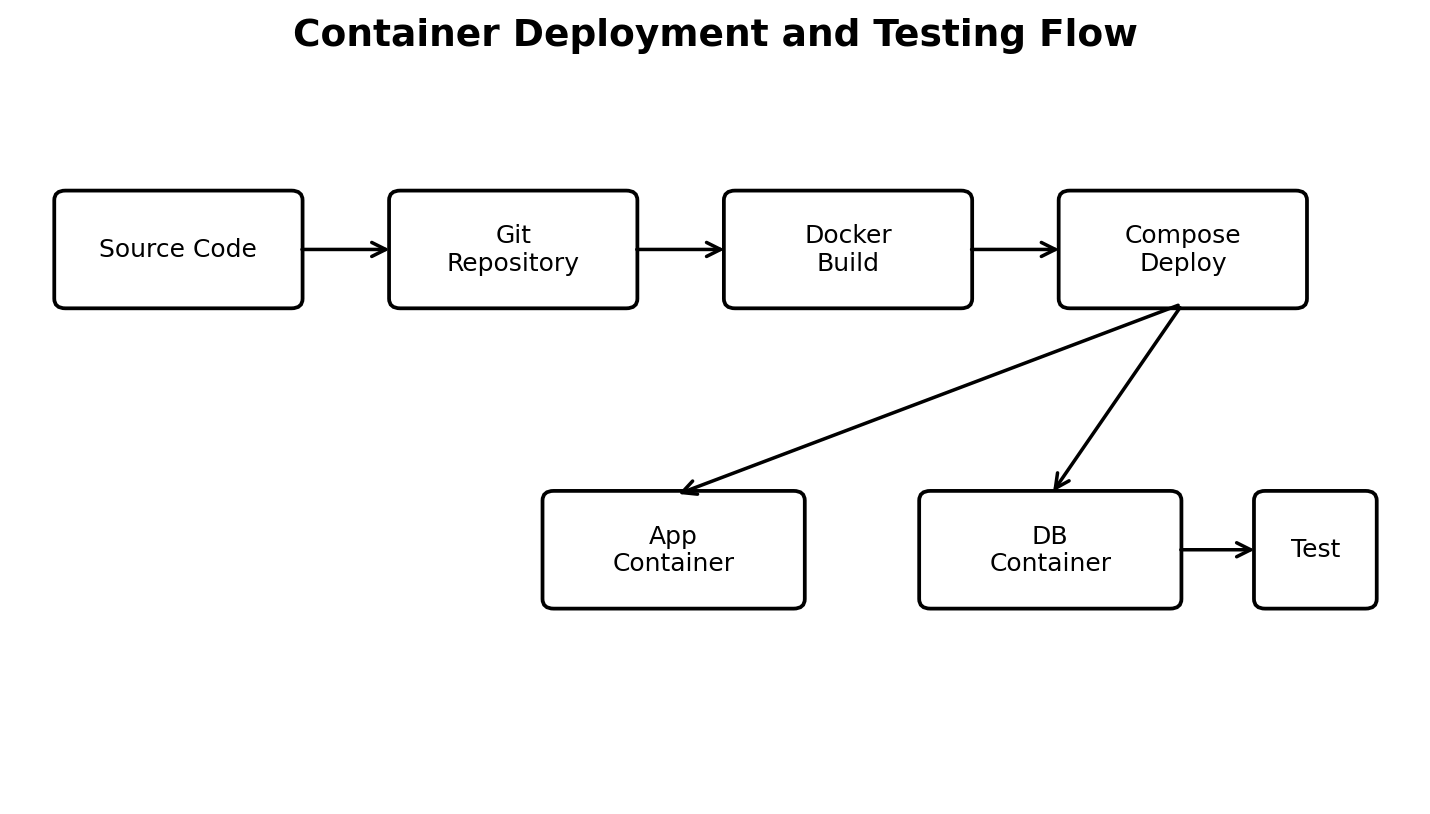 Container Deployment and Testing Flow
Source Code
Git
Repository
Docker
Build
Compose
Deploy
App
Container
DB
Container
Test